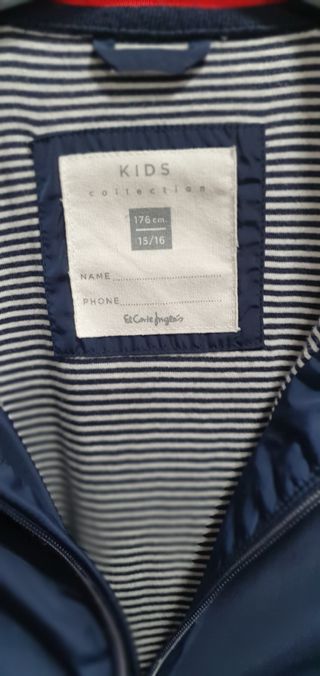 KIDS
collection
176 cm.
15/16
NAME
PHONE
El Corte Inglés